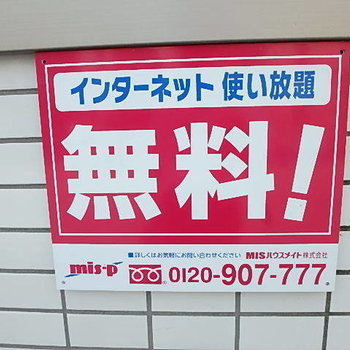 インターネット 使い放題
無料!
■詳しくはお気軽にお問い合わせください MISハウスメイト株式会社
mis-p 0120-907-777